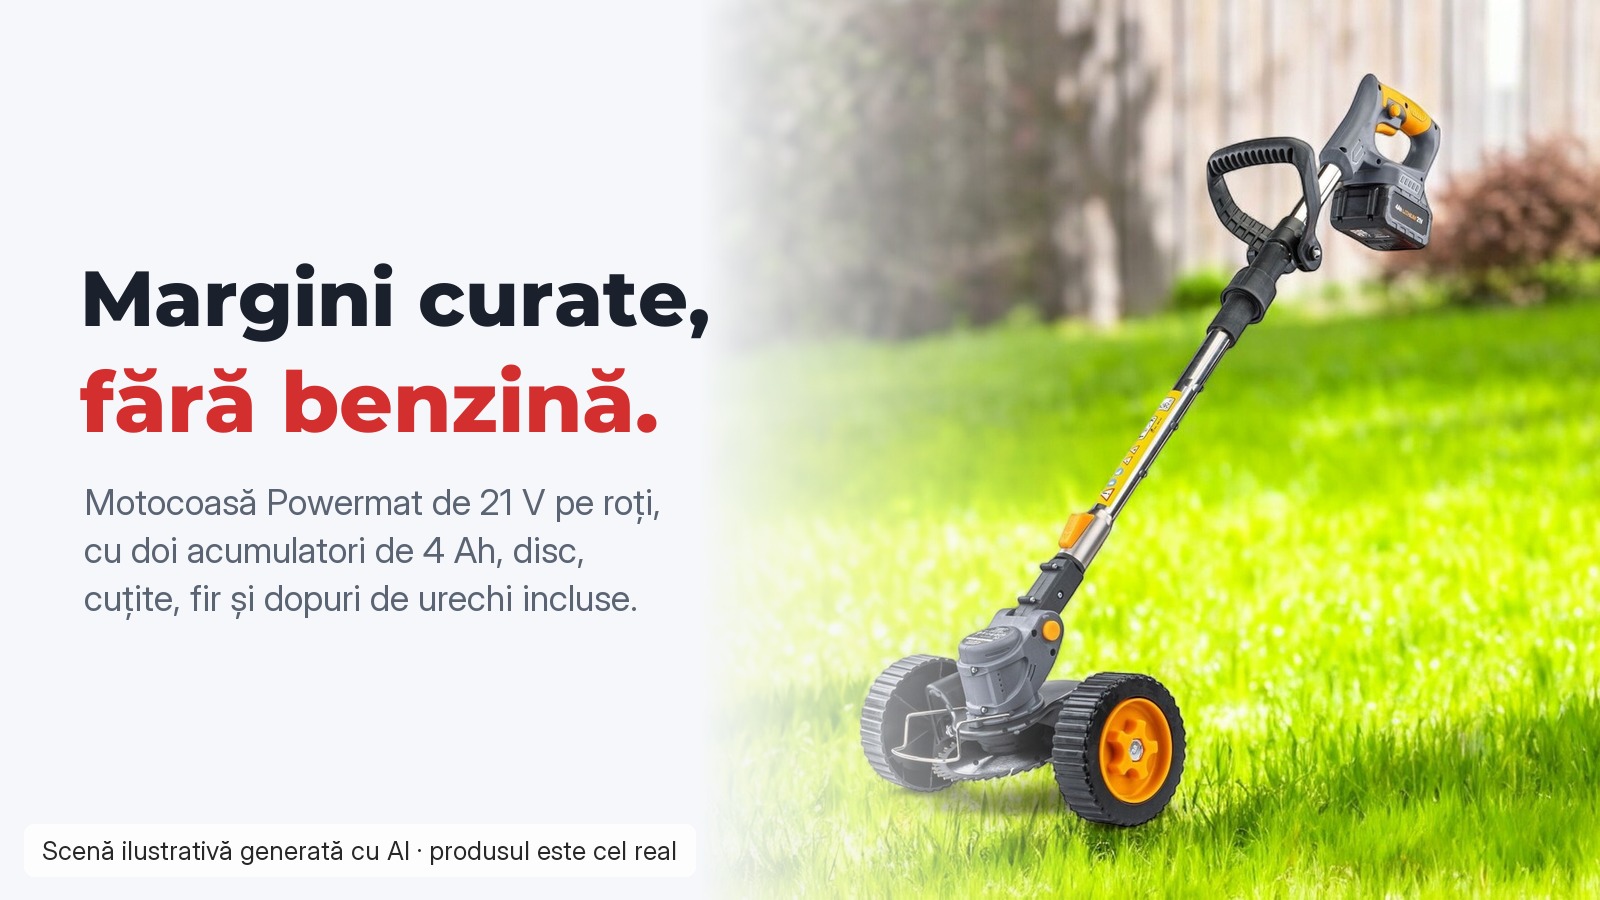 Margini curate,
fără benzină.
Motocoasă Powermat de 21 V pe roți,
cu doi acumulatori de 4 Ah, disc,
cuțite, fir și dopuri de urechi incluse.
Scenă ilustrativă generată cu AI · produsul este cel real